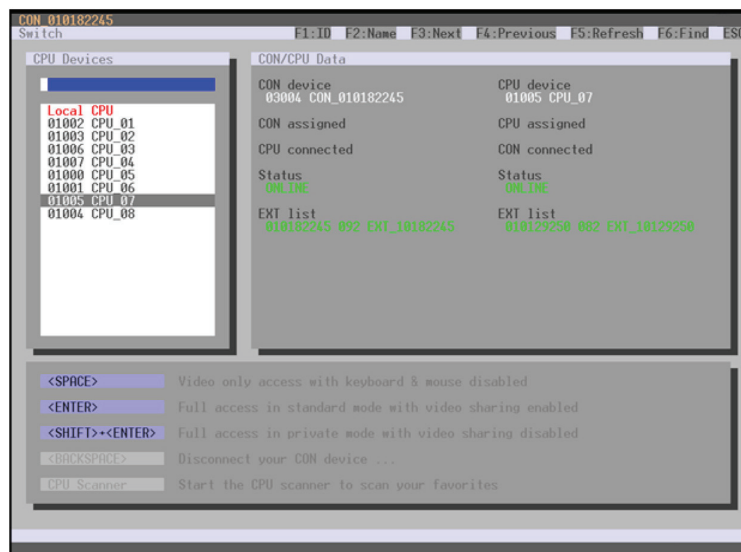 CON_010182245
Switch F1:ID F2:Name F3:Next F4:Previous F5:Refresh F6:Find ESC
CPU Devices
Local CPU
01002 CPU_01
01003 CPU_02
01006 CPU_03
01007 CPU_04
01000 CPU_05
01001 CPU_06
01005 CPU_07
01004 CPU_08
CON/CPU Data
CON device CPU device
03004 CON_010182245 01005 CPU_07
CON assigned CPU assigned
CPU connected CON connected
Status Status
ONLINE ONLINE
EXT list EXT list
010182245 092 EXT_10182245 010129250 082 EXT_10129250
<SPACE> Video only access with keyboard & mouse disabled
<ENTER> Full access in standard mode with video sharing enabled
<SHIFT>+<ENTER> Full access in private mode with video sharing disabled
<BACKSPACE> Disconnect your CON device ...
CPU Scanner Start the CPU scanner to scan your favorites